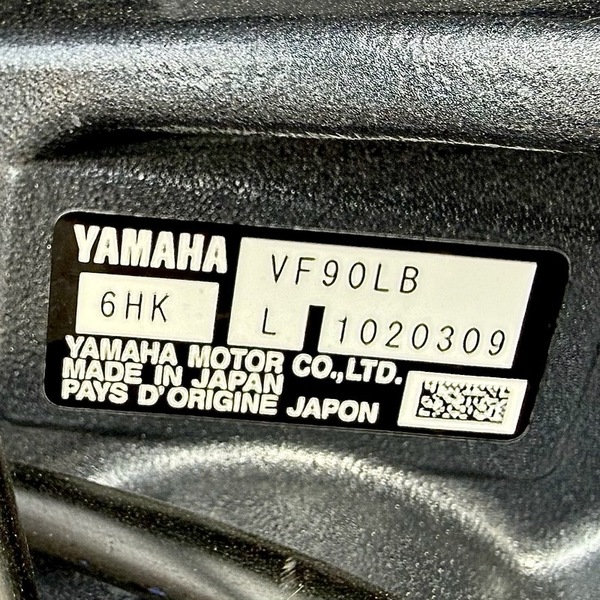 YAMAHA
VF90LB
6HK
L 1020309
YAMAHA MOTOR CO.,LTD.
MADE IN JAPAN
PAYS D'ORIGINE JAPON